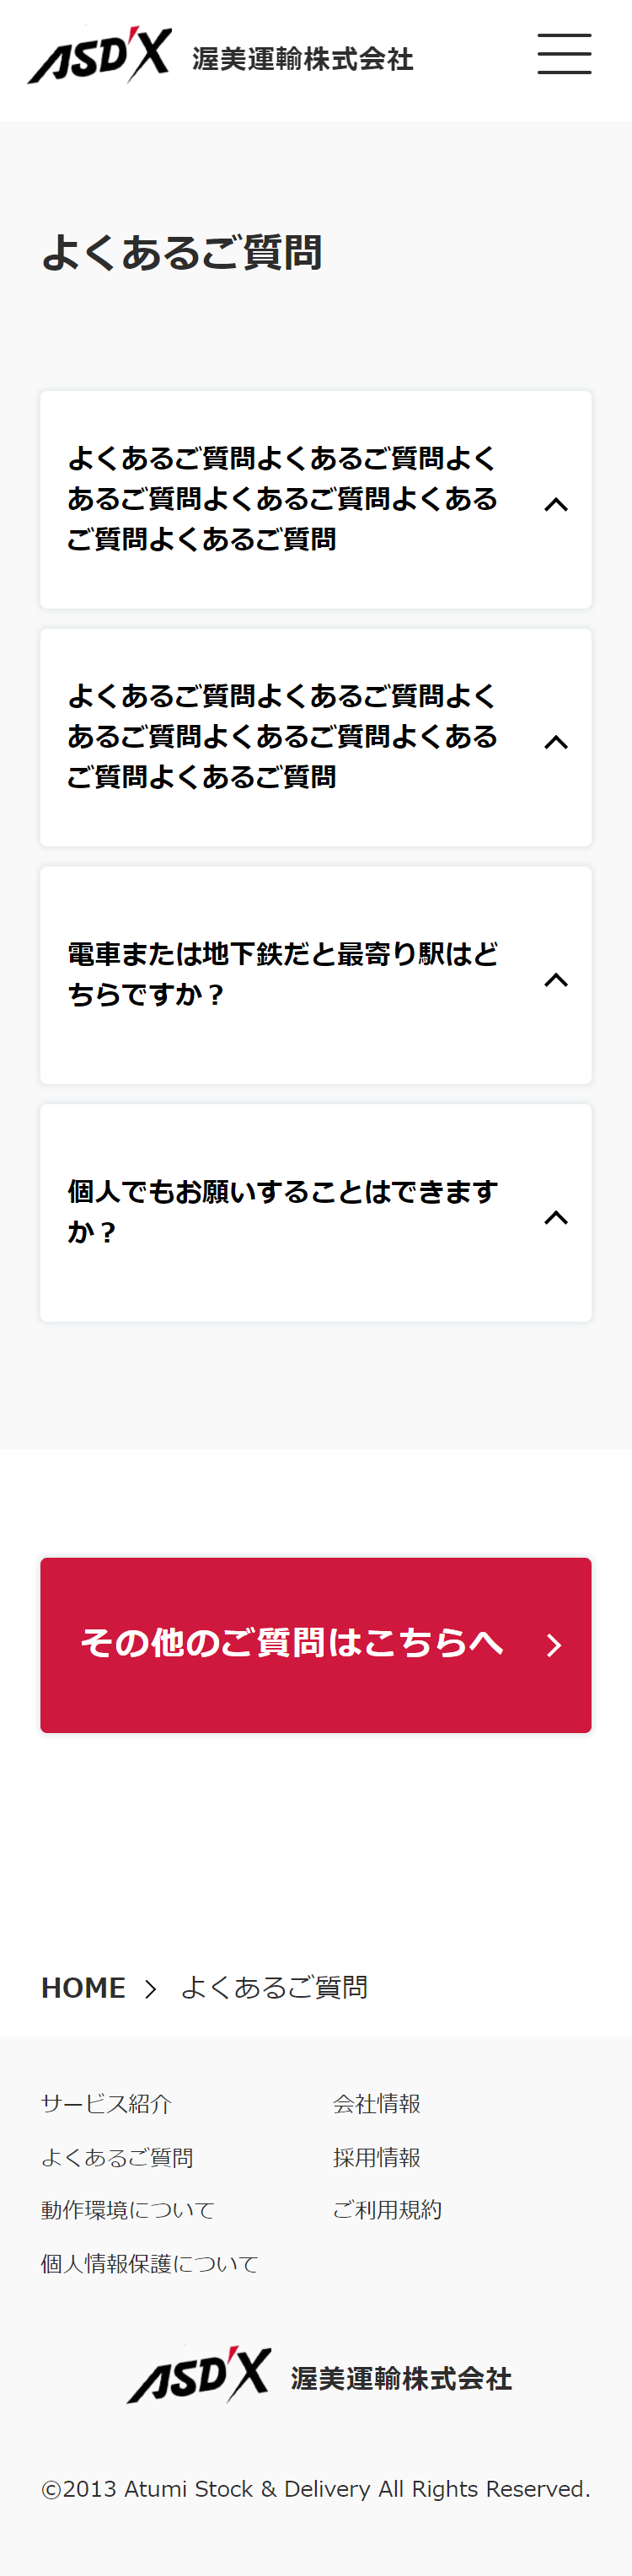 ASD'X 渥美運輸株式会社
よくあるご質問
よくあるご質問よくあるご質問よく
あるご質問よくあるご質問よくある
ご質問よくあるご質問
よくあるご質問よくあるご質問よく
あるご質問よくあるご質問よくある
ご質問よくあるご質問
電車または地下鉄だと最寄り駅はど
ちらですか？
個人でもお願いすることはできます
か？
その他のご質問はこちらへ
HOME よくあるご質問
サービス紹介 会社情報
よくあるご質問 採用情報
動作環境について ご利用規約
個人情報保護について
ASD'X 渥美運輸株式会社
©2013 Atumi Stock & Delivery All Rights Reserved.